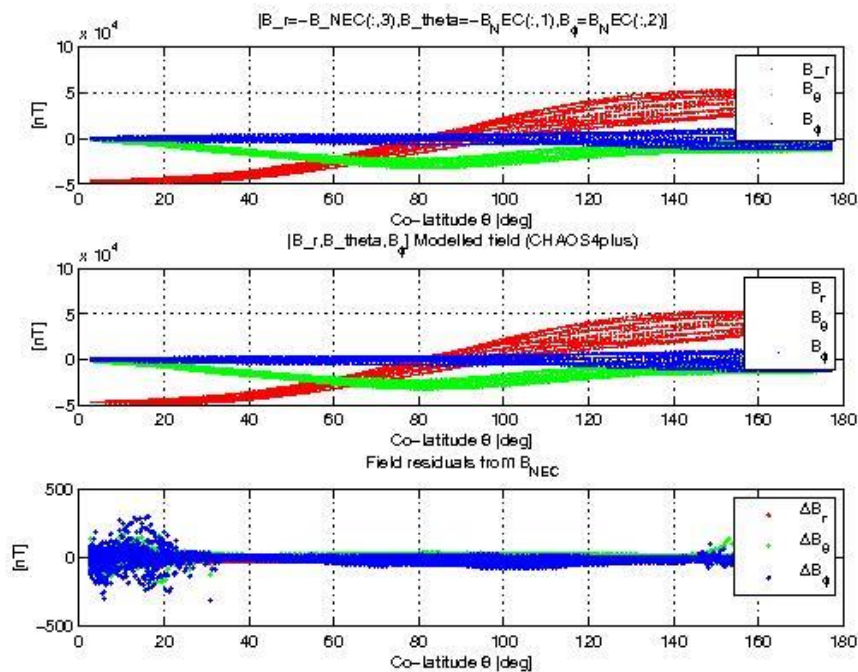 [B_r=-B_NEC(:,3),B_theta=-B_NEC(:,1),B_ϕ=B_NEC(:,2)]
x 10^4
10
5
0
-5
[nT]
0 20 40 60 80 100 120 140 160 180
Co-latitude θ [deg]
B_r
B_θ
B_ϕ
[B_r,B_theta,B_ϕ] Modelled field (CHAOS4plus)
x 10^4
10
5
0
-5
[nT]
0 20 40 60 80 100 120 140 160 180
Co-latitude θ [deg]
B_r
B_θ
B_ϕ
Field residuals from B_NEC
500
0
-500
[nT]
0 20 40 60 80 100 120 140 160 180
Co-latitude θ [deg]
ΔB_r
ΔB_θ
ΔB_ϕ